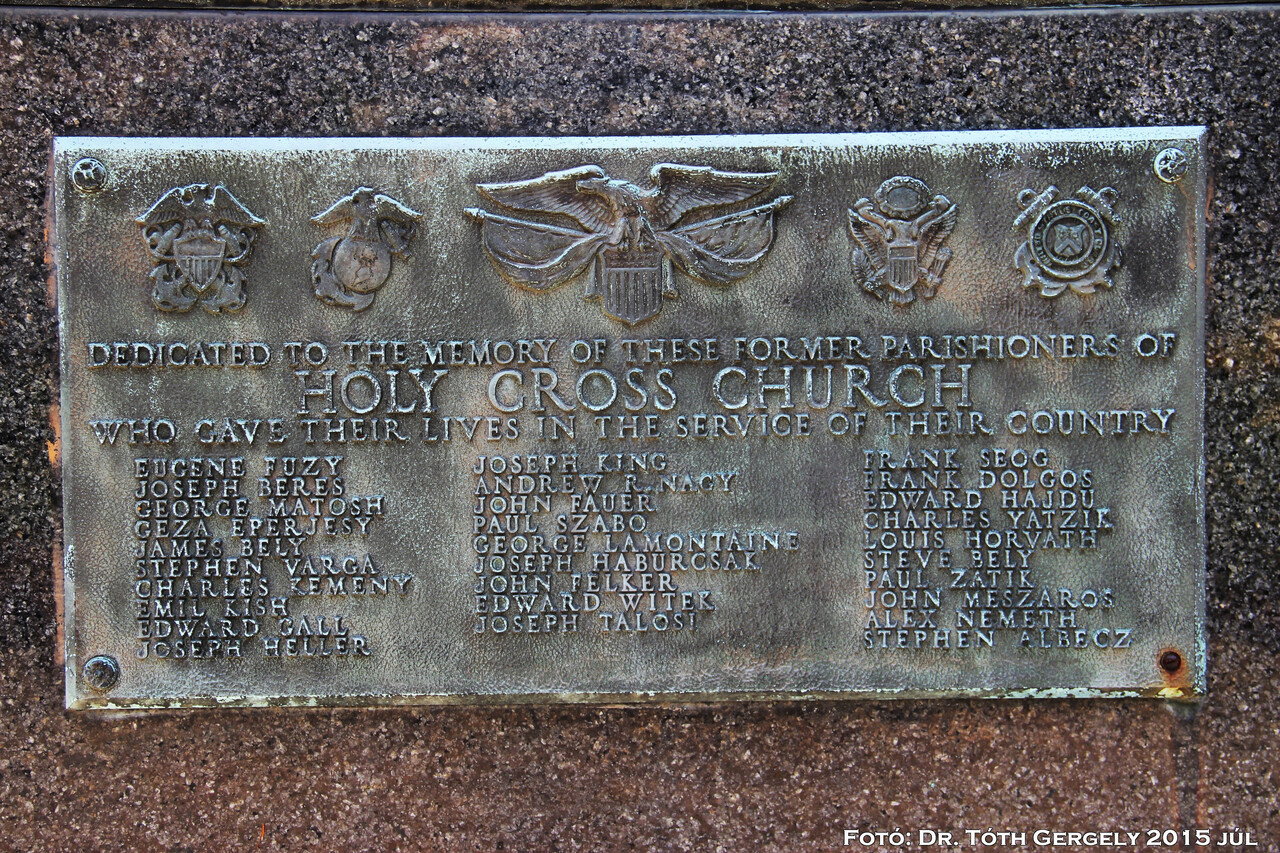 DEDICATED TO THE MEMORY OF THESE FORMER PARISHIONERS OF
HOLY CROSS CHURCH
WHO GAVE THEIR LIVES IN THE SERVICE OF THEIR COUNTRY
EUGENE FUZY
JOSEPH BERES
GEORGE MATOSH
GEZA EPERJESY
JAMES BELY
STEPHEN VARGA
CHARLES KEMENY
EMIL KISH
EDWARD GALL
JOSEPH HELLER
JOSEPH KING
ANDREW R. NAGY
JOHN FAUER
PAUL SZABO
GEORGE LAMONTAINE
JOSEPH HABURCSAK
JOHN FELKER
EDWARD WITEK
JOSEPH TALOSI
FRANK SEOG
FRANK DOLGOS
EDWARD HAJDU
CHARLES YATZIK
LOUIS HORVATH
STEVE BELY
PAUL ZATIK
JOHN MESZAROS
ALEX NEMETH
STEPHEN ALBECZ
Fotó: Dr. Tóth Gergely 2015 júl